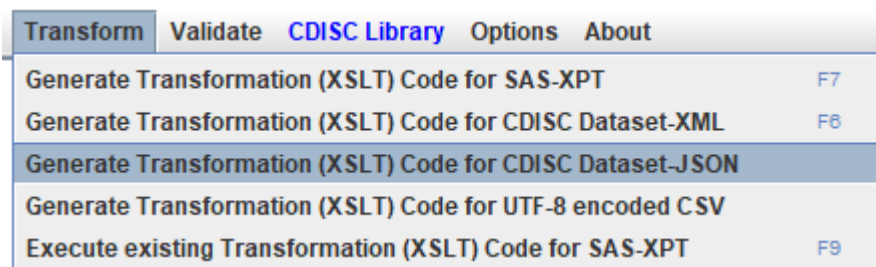 Transform Validate CDISC Library Options About
Generate Transformation (XSLT) Code for SAS-XPT F7
Generate Transformation (XSLT) Code for CDISC Dataset-XML F6
Generate Transformation (XSLT) Code for CDISC Dataset-JSON
Generate Transformation (XSLT) Code for UTF-8 encoded CSV
Execute existing Transformation (XSLT) Code for SAS-XPT F9